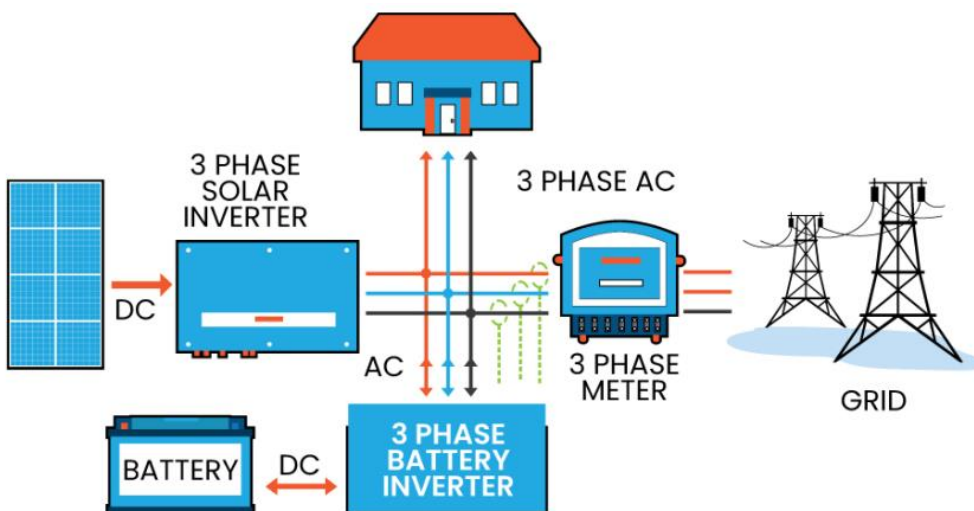 3 PHASE
SOLAR
INVERTER
3 PHASE AC
DC
AC
3 PHASE
METER
GRID
BATTERY
DC
3 PHASE
BATTERY
INVERTER